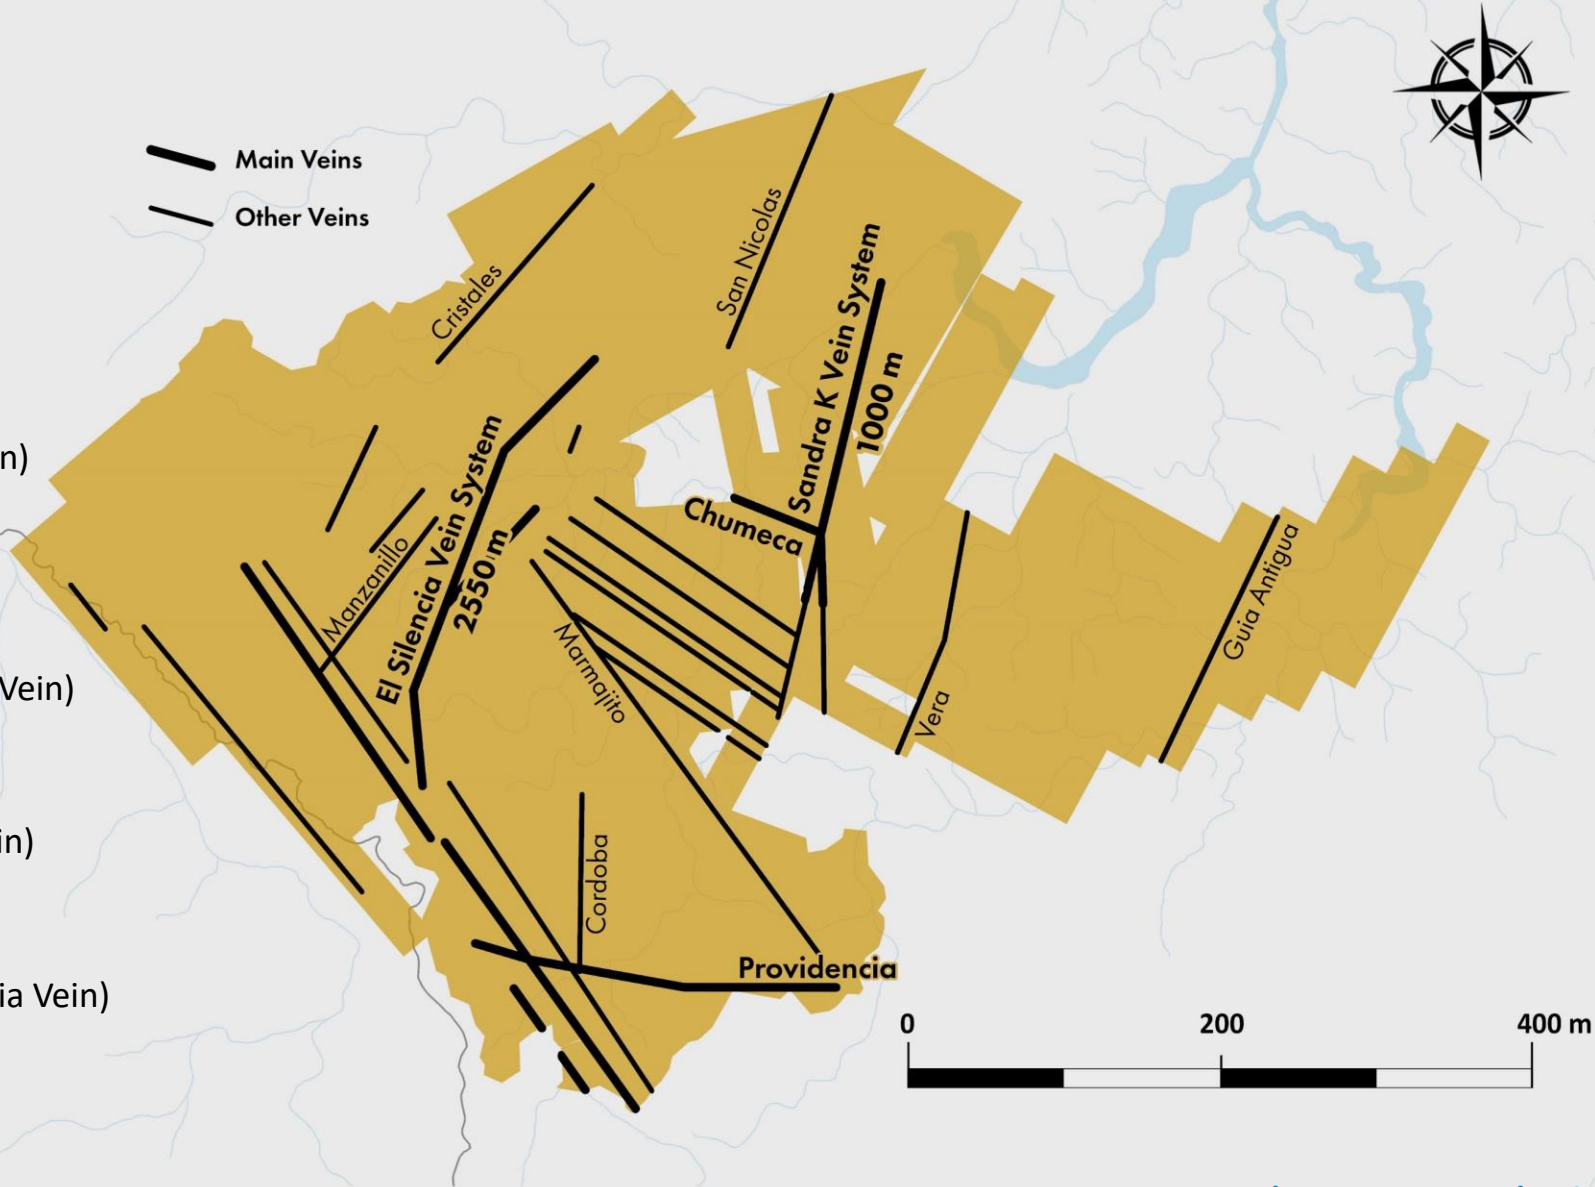 Main Veins
Other Veins
San Nicolas
Cristales
Sandra K Vein System
1000 m
n)
El Silencia Vein System
2550 m
Chumeca
Manzanillo
Guia Antigua
Marmajito
Vein)
Vera
in)
Cordoba
Providencia
ia Vein)
0 200 400 m